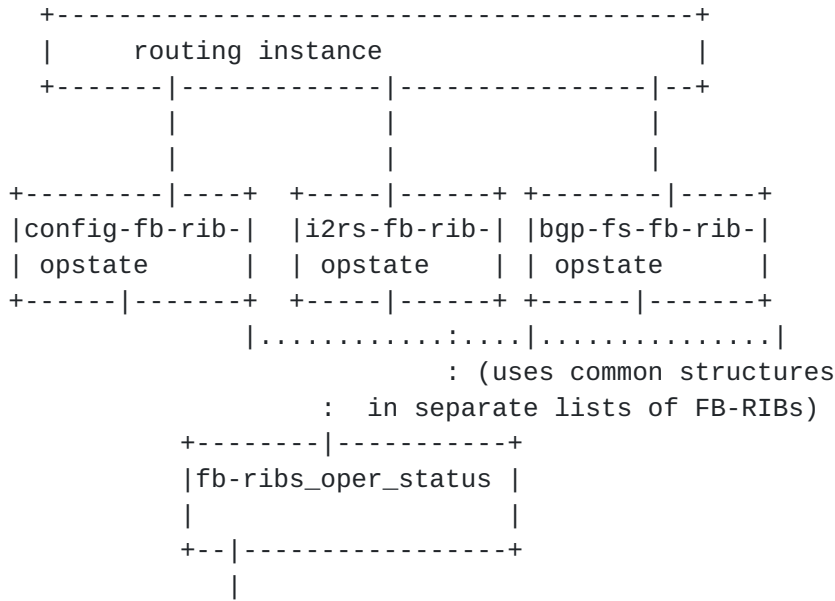 +-----------------------------------------+
|     routing instance                    |
+-------|-------------|----------------|--+
|             |                |
|             |                |
+---------|----+  +-----|------+ +--------|-----+
|config-fb-rib-|  |i2rs-fb-rib-| |bgp-fs-fb-rib-|
| opstate      |  | opstate    | | opstate      |
+------|-------+  +-----|------+ +------|-------+
|............:....|...............|
: (uses common structures
:  in separate lists of FB-RIBs)
+--------|-----------+
|fb-ribs_oper_status |
|                    |
+--|-----------------+
|